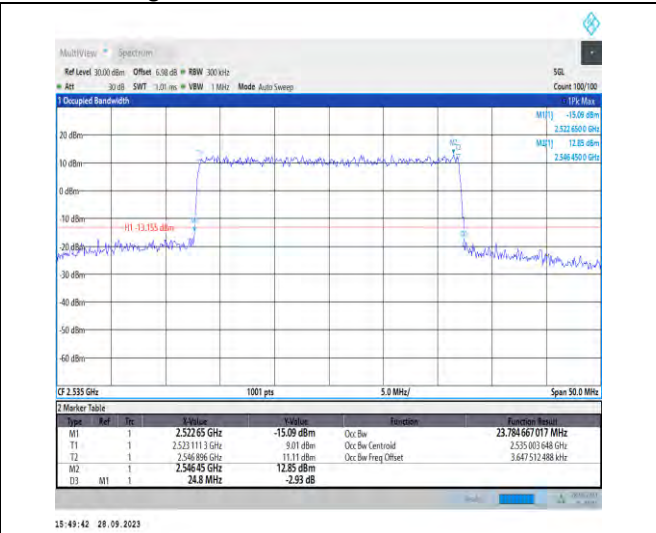 MultiView Spectrum
Ref Level 30.00 dBm Offset 6.98 dB RBW 300 kHz SGL
Att 30 dB SWT 1.01 ms VBW 1 MHz Mode Auto Sweep Count 100/100
1 Occupied Bandwidth 1Pk Max
M1[1] -15.09 dBm
2.522 650 0 GHz
20 dBm
M2[1] 12.85 dBm
2.546 450 0 GHz
M2
10 dBm
0 dBm
-10 dBm
H1 -13.155 dBm
-20 dBm
-30 dBm
-40 dBm
-50 dBm
-60 dBm
CF 2.535 GHz 1001 pts 5.0 MHz/ Span 50.0 MHz
2 Marker Table
Type Ref Trc X-Value Y-Value Function Function Result
M1 1 2.522 65 GHz -15.09 dBm Occ Bw 23.784 667 017 MHz
T1 1 2.523 111 3 GHz 9.01 dBm Occ Bw Centroid 2.535 003 648 GHz
T2 1 2.546 896 GHz 11.11 dBm Occ Bw Freq Offset 3.647 512 488 kHz
M2 1 2.546 45 GHz 12.85 dBm
D3 M1 1 24.8 MHz -2.93 dB
15:49:42 28.09.2023